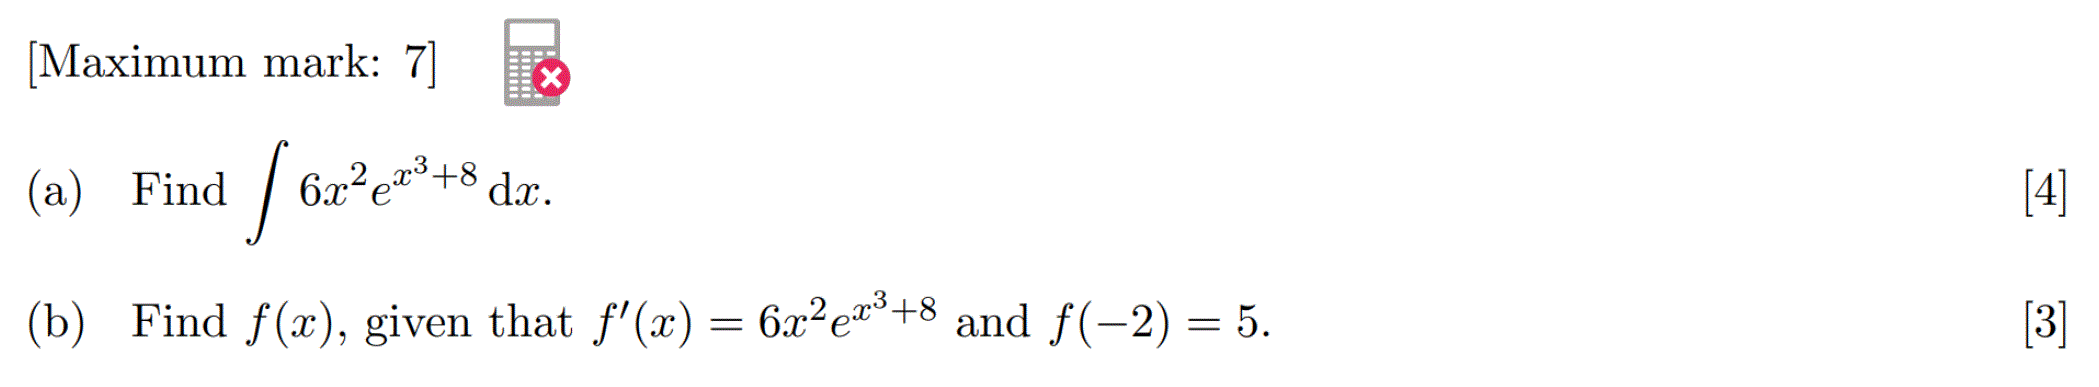 [Maximum mark: 7]
(a) Find ∫ 6x²e^{x³+8} dx. [4]
(b) Find f(x), given that f′(x) = 6x²e^{x³+8} and f(−2) = 5. [3]